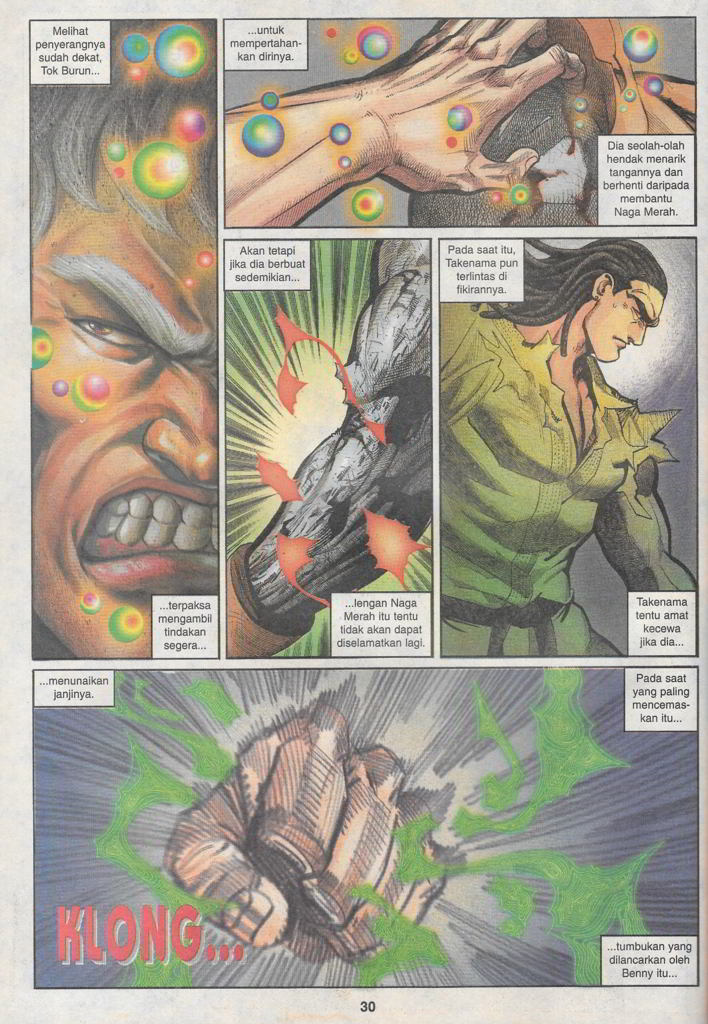 Melihat
penyerangnya
sudah dekat,
Tok Burun...
...terpaksa
mengambil
tindakan
segera...
...untuk
mempertahan-
kan dirinya.
Dia seolah-olah
hendak menarik
tangannya dan
berhenti daripada
membantu
Naga Merah.
Akan tetapi
jika dia berbuat
sedemikian...
...lengan Naga
Merah itu tentu
tidak akan dapat
diselamatkan lagi.
Pada saat itu,
Takenama pun
terlintas di
fikirannya.
Takenama
tentu amat
kecewa
jika dia...
...menunaikan
janjinya.
Pada saat
yang paling
mencemas-
kan itu...
KLONG...
...tumbukan yang
dilancarkan oleh
Benny itu...
30